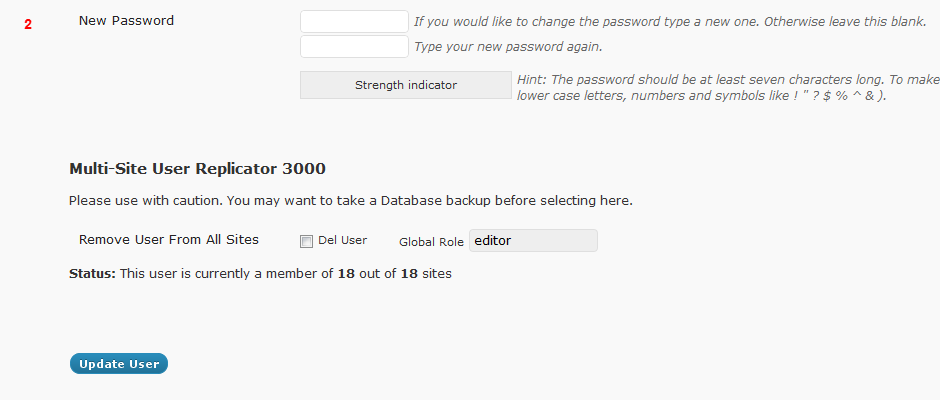 2 New Password If you would like to change the password type a new one. Otherwise leave this blank.
Type your new password again.
Strength indicator Hint: The password should be at least seven characters long. To make
lower case letters, numbers and symbols like ! " ? $ % ^ & ).
Multi-Site User Replicator 3000
Please use with caution. You may want to take a Database backup before selecting here.
Remove User From All Sites Del User Global Role editor
Status: This user is currently a member of 18 out of 18 sites
Update User